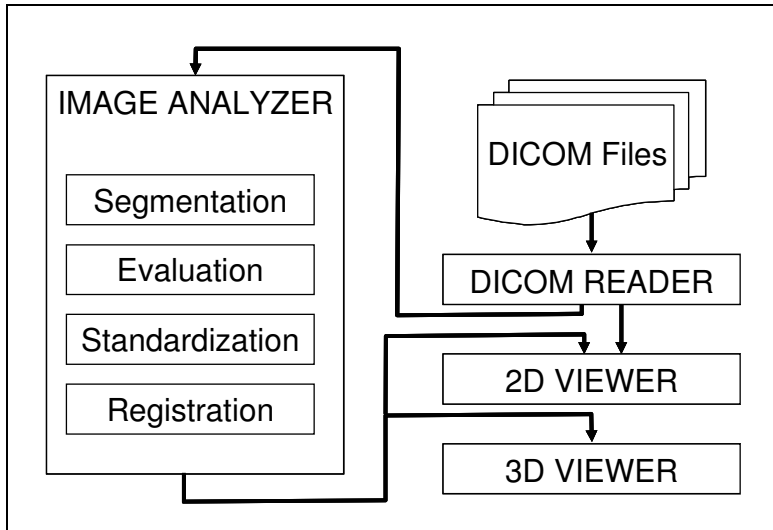 IMAGE ANALYZER
Segmentation
Evaluation
Standardization
Registration
DICOM Files
DICOM READER
2D VIEWER
3D VIEWER